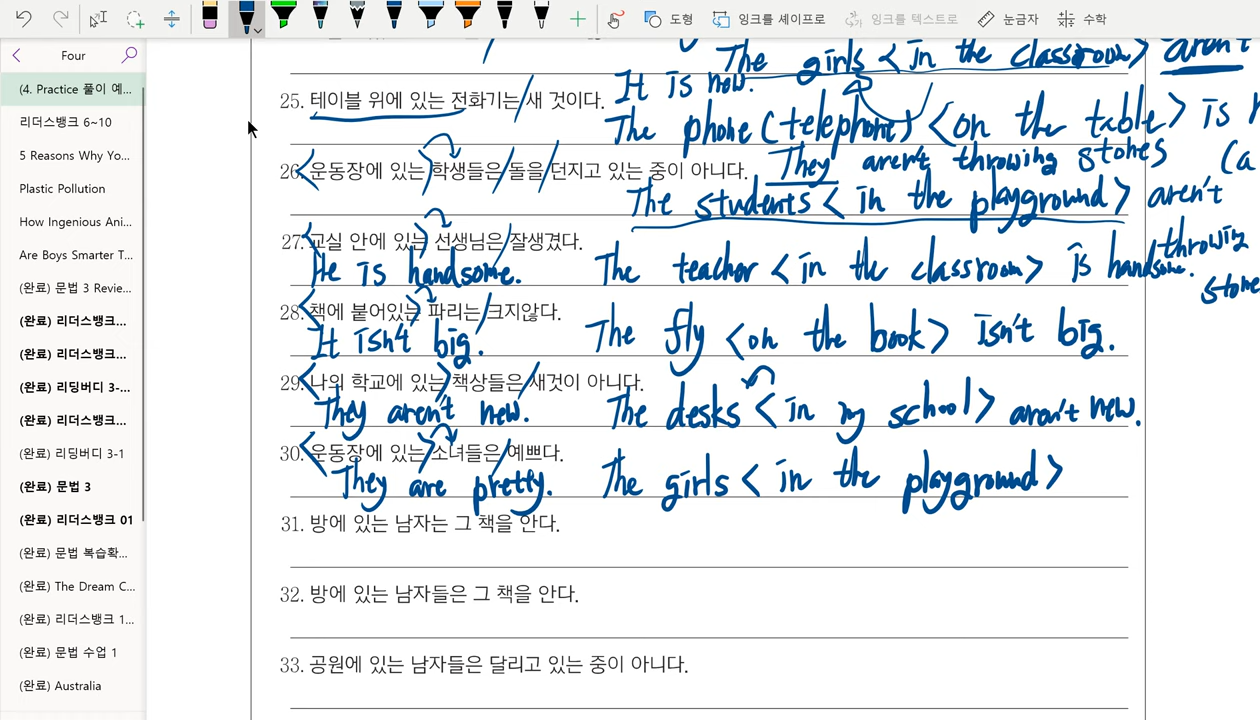 도형
잉크를 셰이프로
잉크를 텍스트로
눈금자
수학
Four
(4. Practice 풀이 예...
리더스뱅크 6~10
5 Reasons Why Yo...
Plastic Pollution
How Ingenious Ani...
Are Boys Smarter T...
(완료) 문법 3 Revie...
(완료) 리더스뱅크...
(완료) 리더스뱅크...
(완료) 리딩버디 3-...
(완료) 리더스뱅크...
(완료) 리딩버디 3-1
(완료) 문법 3
(완료) 리더스뱅크 01
(완료) 문법 복습확...
(완료) The Dream C...
(완료) 리더스뱅크 1...
(완료) 문법 수업 1
(완료) Australia
The girls < in the classroom > aren't
It is new.
25. 테이블 위에 있는 전화기는 새 것이다.
The phone (telephone) < on the table > is
They aren't throwing stones (a
26. 운동장에 있는 학생들은 돌을 던지고 있는 중이 아니다.
The students < in the playground > aren't
throwing
stone
27. 교실 안에 있는 선생님은 잘생겼다.
He is handsome. The teacher < in the classroom > is handsome.
28. 책에 붙어있는 파리는 크지않다.
It isn't big. The fly < on the book > isn't big.
29. 나의 학교에 있는 책상들은 새것이 아니다.
They aren't new. The desks < in my school > aren't new.
30. 운동장에 있는 소녀들은 예쁘다.
They are pretty. The girls < in the playground >
31. 방에 있는 남자는 그 책을 안다.
32. 방에 있는 남자들은 그 책을 안다.
33. 공원에 있는 남자들은 달리고 있는 중이 아니다.